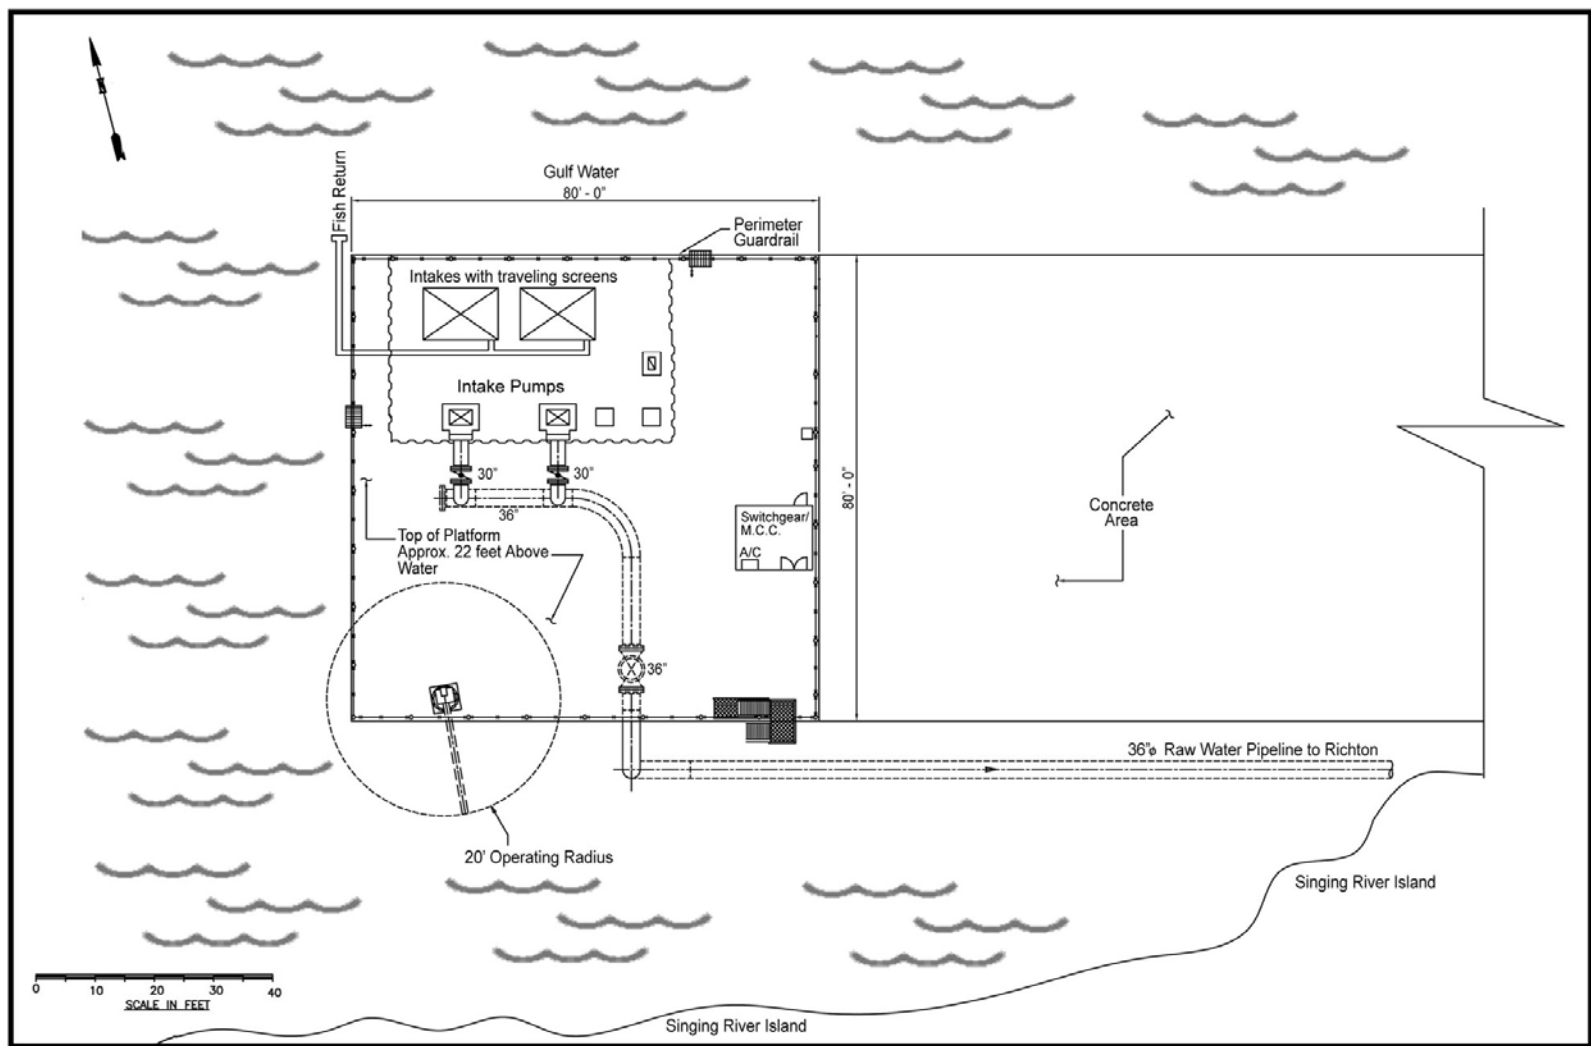 N
Gulf Water
80' - 0"
Fish Return
Perimeter
Guardrail
Intakes with traveling screens
Intake Pumps
30"
30"
36"
80' - 0"
Switchgear/
M.C.C.
A/C
Concrete
Area
Top of Platform
Approx. 22 feet Above
Water
36"
36"ø Raw Water Pipeline to Richton
20' Operating Radius
Singing River Island
0 10 20 30 40
SCALE IN FEET
Singing River Island